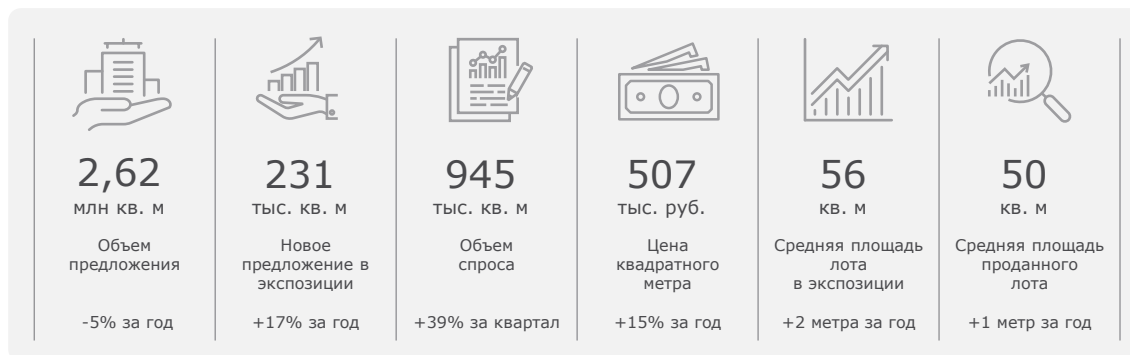 2,62
млн кв. м
Объем
предложения
-5% за год
231
тыс. кв. м
Новое
предложение в
экспозиции
+17% за год
945
тыс. кв. м
Объем
спроса
+39% за квартал
507
тыс. руб.
Цена
квадратного
метра
+15% за год
56
кв. м
Средняя площадь
лота
в экспозиции
+2 метра за год
50
кв. м
Средняя площадь
проданного
лота
+1 метр за год